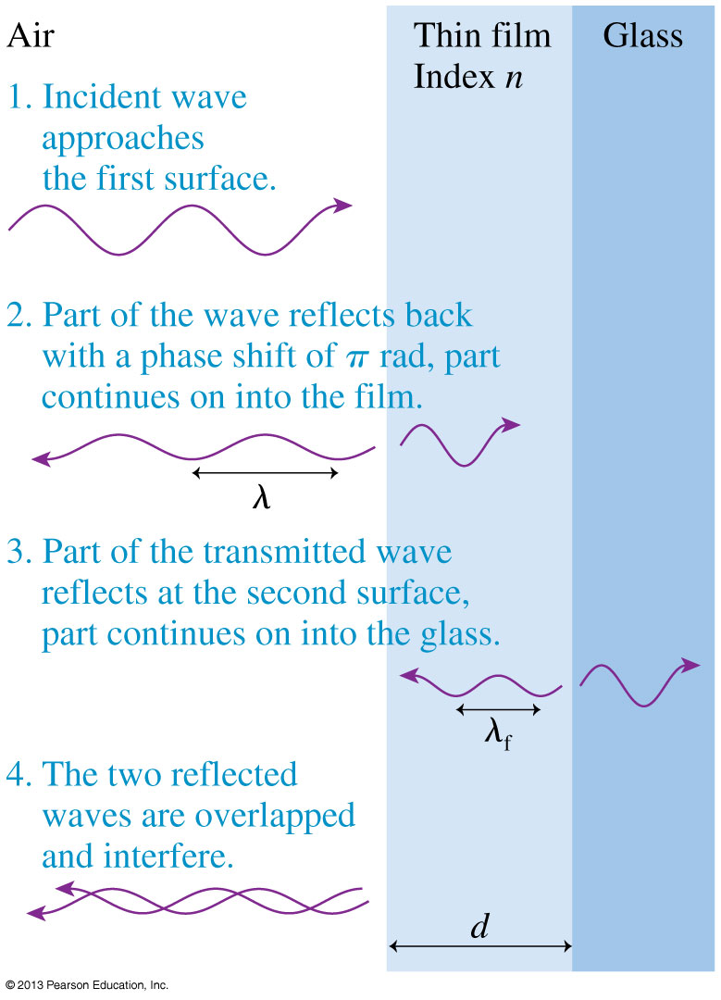 Air
Thin film
Index n
Glass
1. Incident wave
approaches
the first surface.
2. Part of the wave reflects back
with a phase shift of π rad, part
continues on into the film.
λ
3. Part of the transmitted wave
reflects at the second surface,
part continues on into the glass.
λf
4. The two reflected
waves are overlapped
and interfere.
d
© 2013 Pearson Education, Inc.